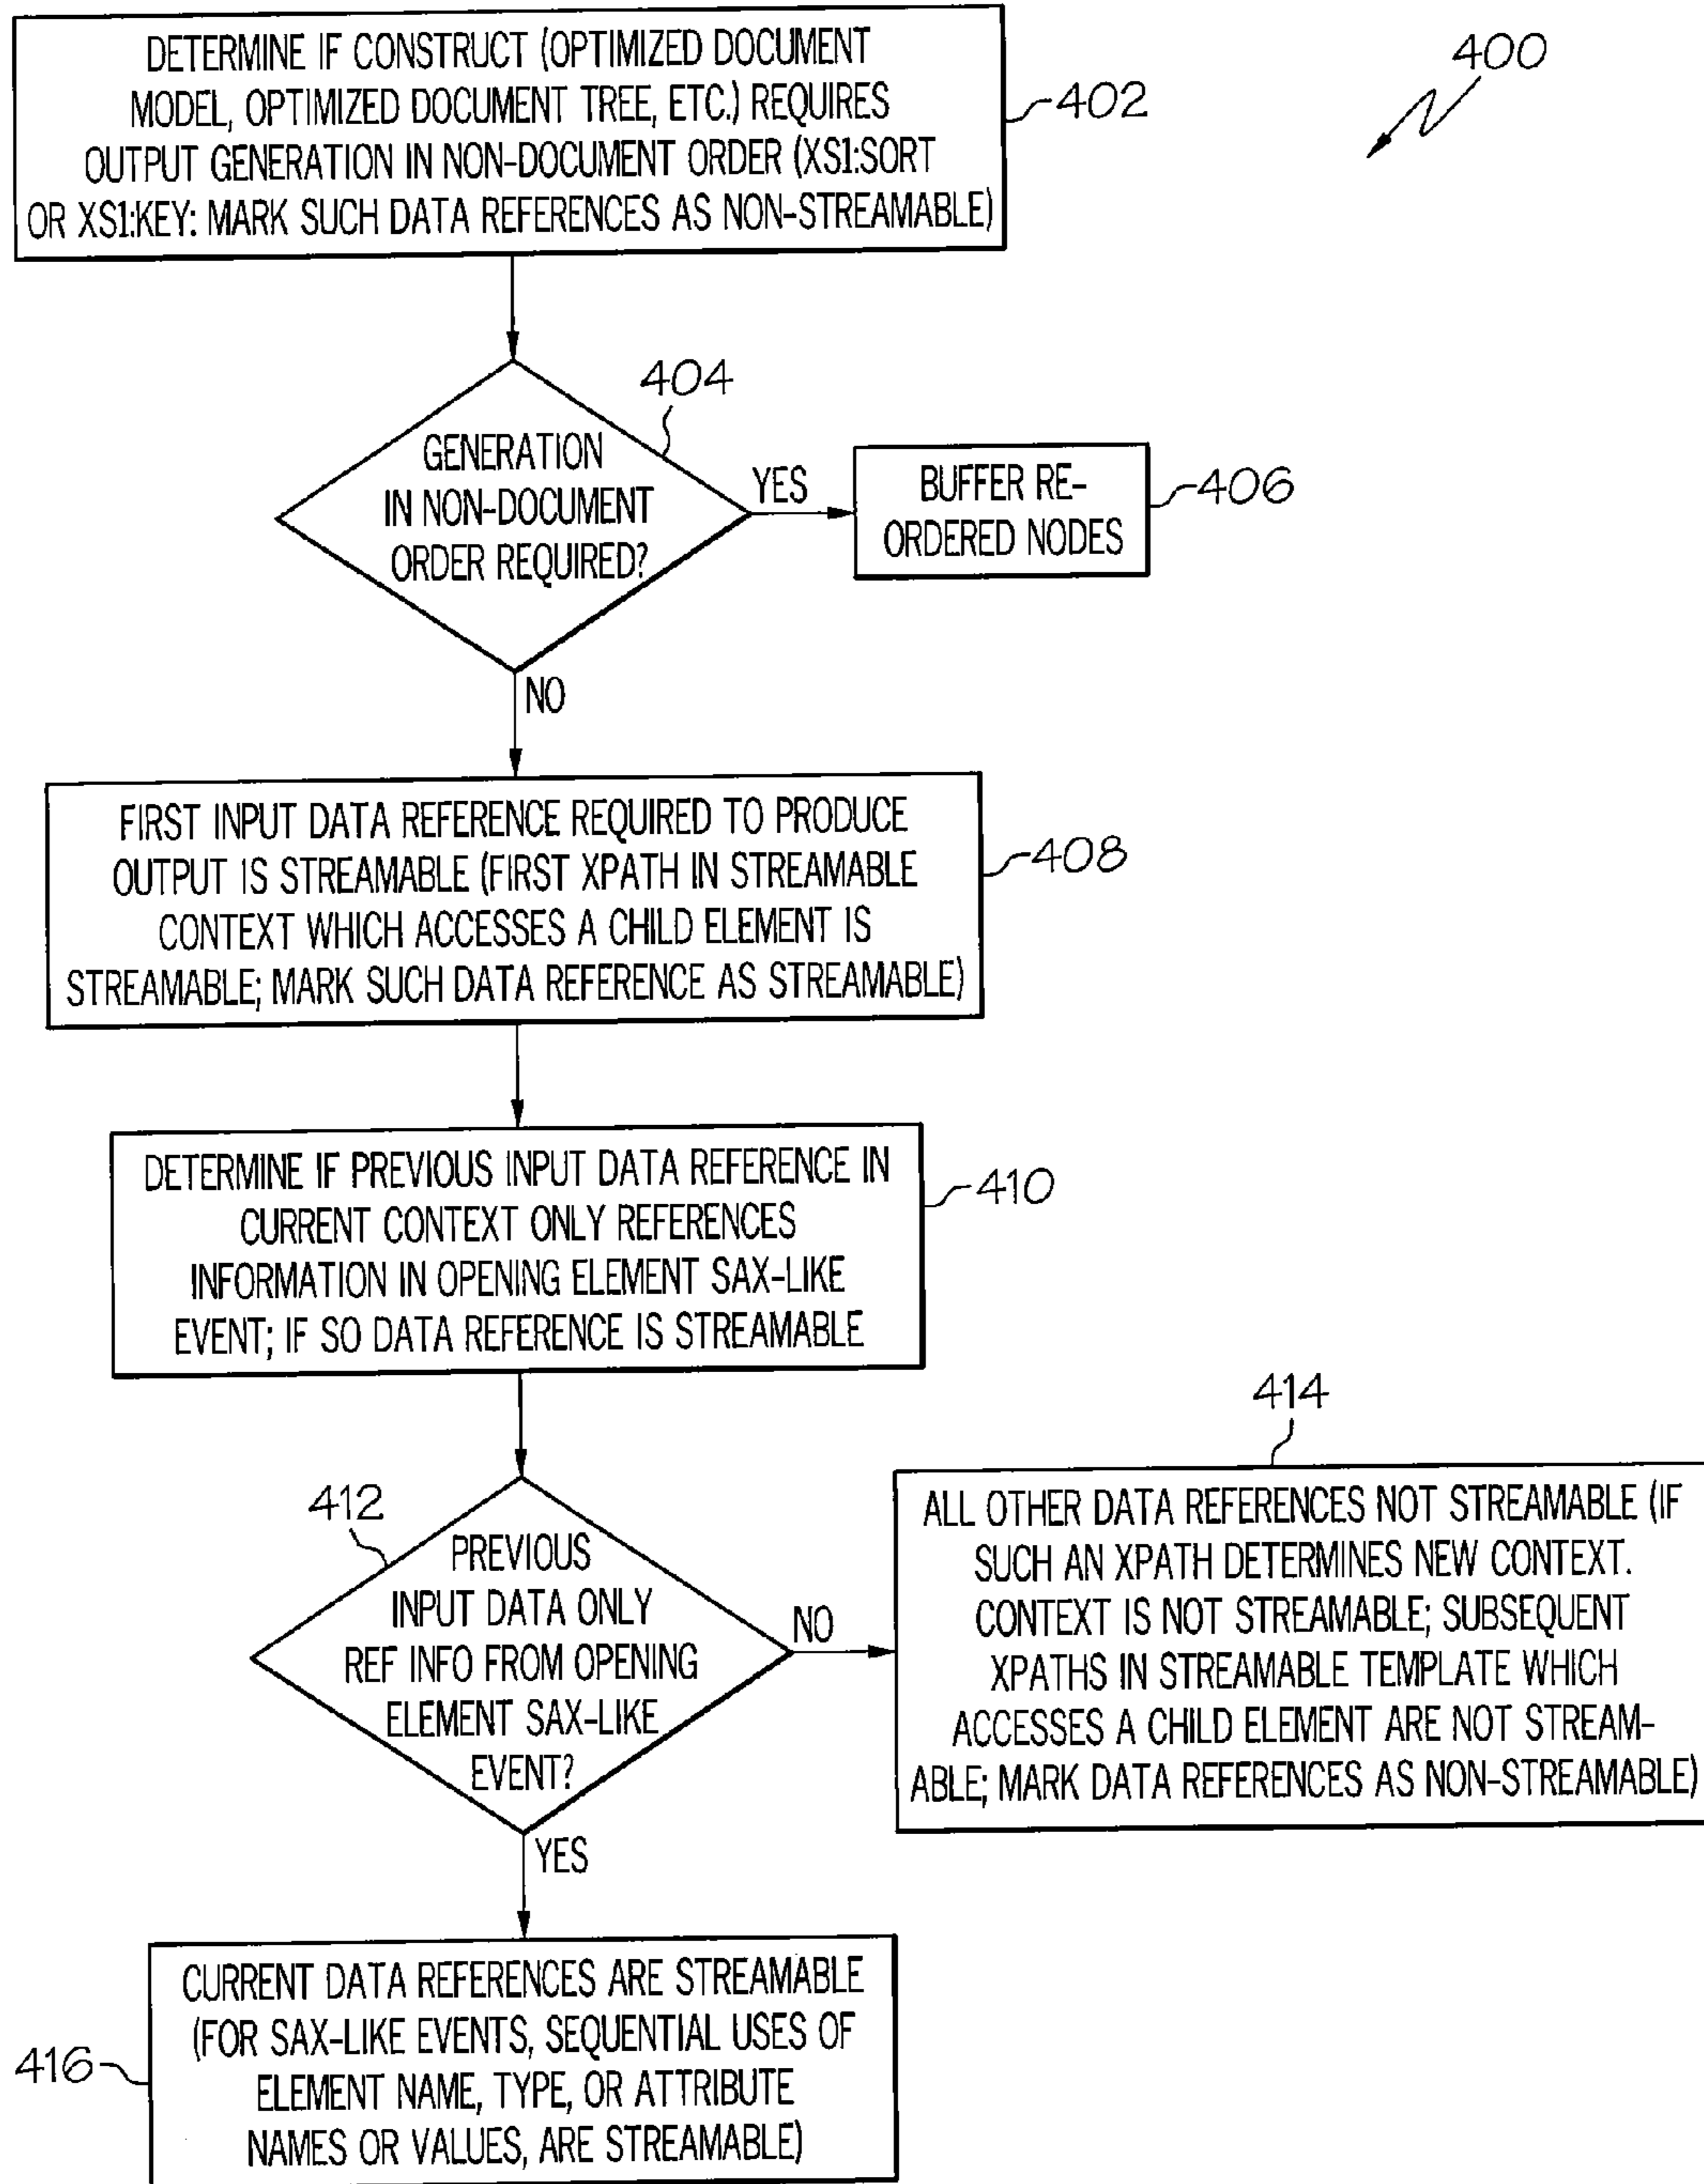 DETERMINE IF CONSTRUCT (OPTIMIZED DOCUMENT
MODEL, OPTIMIZED DOCUMENT TREE, ETC.) REQUIRES
OUTPUT GENERATION IN NON-DOCUMENT ORDER (XS1:SORT
OR XS1:KEY: MARK SUCH DATA REFERENCES AS NON-STREAMABLE)
402
400
404
GENERATION
IN NON-DOCUMENT
ORDER REQUIRED?
YES
BUFFER RE-
ORDERED NODES
406
NO
FIRST INPUT DATA REFERENCE REQUIRED TO PRODUCE
OUTPUT IS STREAMABLE (FIRST XPATH IN STREAMABLE
CONTEXT WHICH ACCESSES A CHILD ELEMENT IS
STREAMABLE; MARK SUCH DATA REFERENCE AS STREAMABLE)
408
DETERMINE IF PREVIOUS INPUT DATA REFERENCE IN
CURRENT CONTEXT ONLY REFERENCES
INFORMATION IN OPENING ELEMENT SAX-LIKE
EVENT; IF SO DATA REFERENCE IS STREAMABLE
410
412
PREVIOUS
INPUT DATA ONLY
REF INFO FROM OPENING
ELEMENT SAX-LIKE
EVENT?
NO
414
ALL OTHER DATA REFERENCES NOT STREAMABLE (IF
SUCH AN XPATH DETERMINES NEW CONTEXT.
CONTEXT IS NOT STREAMABLE; SUBSEQUENT
XPATHS IN STREAMABLE TEMPLATE WHICH
ACCESSES A CHILD ELEMENT ARE NOT STREAM-
ABLE; MARK DATA REFERENCES AS NON-STREAMABLE)
YES
CURRENT DATA REFERENCES ARE STREAMABLE
(FOR SAX-LIKE EVENTS, SEQUENTIAL USES OF
ELEMENT NAME, TYPE, OR ATTRIBUTE
NAMES OR VALUES, ARE STREAMABLE)
416